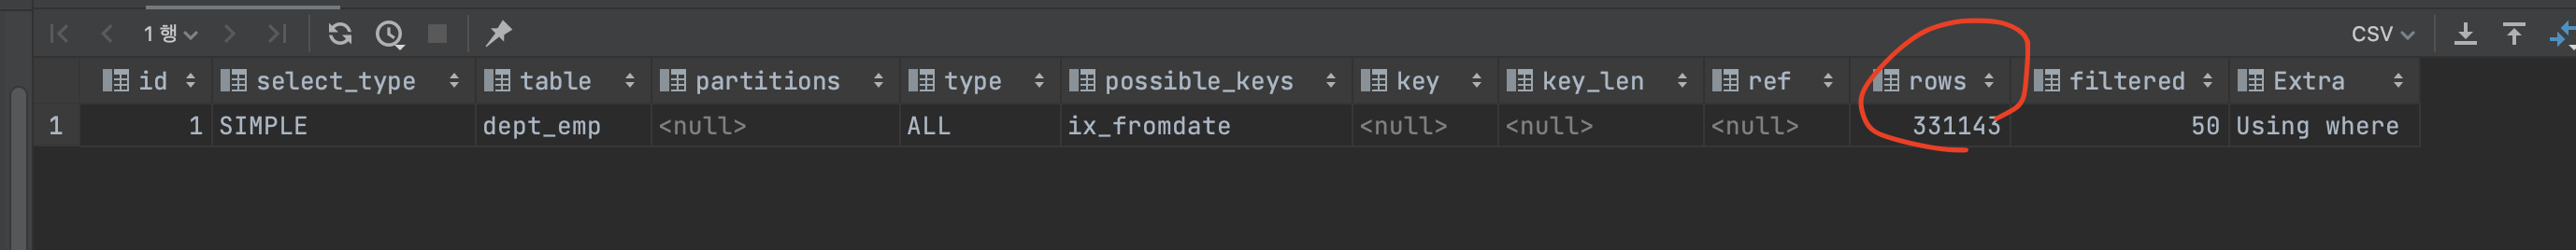 1 행 CSV
id select_type table partitions type possible_keys key key_len ref rows filtered Extra
1 1 SIMPLE dept_emp <null> ALL ix_fromdate <null> <null> <null> 331143 50 Using where